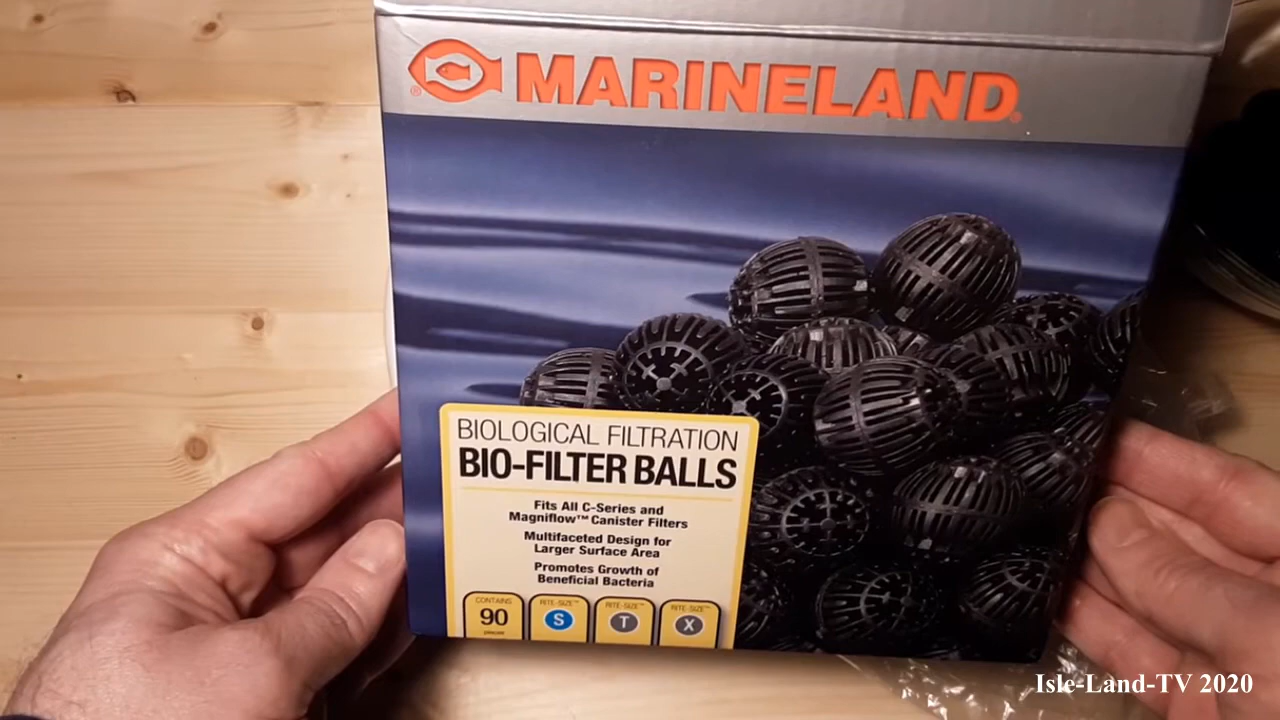 MARINELAND®
BIOLOGICAL FILTRATION
BIO-FILTER BALLS
Fits All C-Series and
Magniflow™ Canister Filters
Multifaceted Design for
Larger Surface Area
Promotes Growth of
Beneficial Bacteria
CONTAINS RITE-SIZE™ RITE-SIZE™ RITE-SIZE™
90 S T X
pieces
Isle-Land-TV 2020